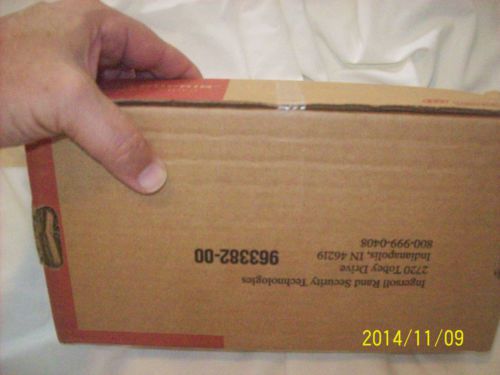 Ingersoll Rand Security Technologies
2720 Tobey Drive
Indianapolis, IN 46219
800-999-0408
963382-00
2014/11/09